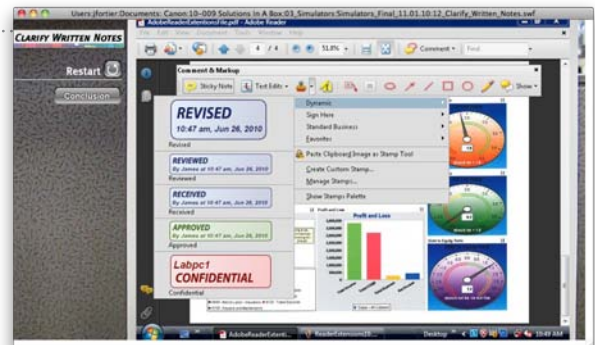 Users:jfortier:Documents: Canon:10-009 Solutions In A Box:03_Simulators:Simulators_Final_11.01.10:12_Clarify_Written_Notes.swf
CLARIFY WRITTEN NOTES
Restart
Conclusion
AdobeReaderExtentionsFile.pdf - Adobe Reader
File Edit View Document Tools Window Help
4 / 4
51.8%
Comment
Find
Comment & Markup
Sticky Note
Text Edits
Show
Dynamic
Sign Here
Standard Business
Favorites
Paste Clipboard Image as Stamp Tool
Create Custom Stamp...
Manage Stamps...
Show Stamps Palette
REVISED
10:47 am, Jun 26, 2010
Revised
REVIEWED
By James at 10:47 am, Jun 26, 2010
Reviewed
RECEIVED
By James at 10:47 am, Jun 26, 2010
Received
APPROVED
By James at 10:47 am, Jun 26, 2010
Approved
Labpc1
CONFIDENTIAL
Confidential
Profit and Loss
Profit and Loss
AdobeReaderExtenti...
ReaderExtensions10...
Desktop
10:49 AM